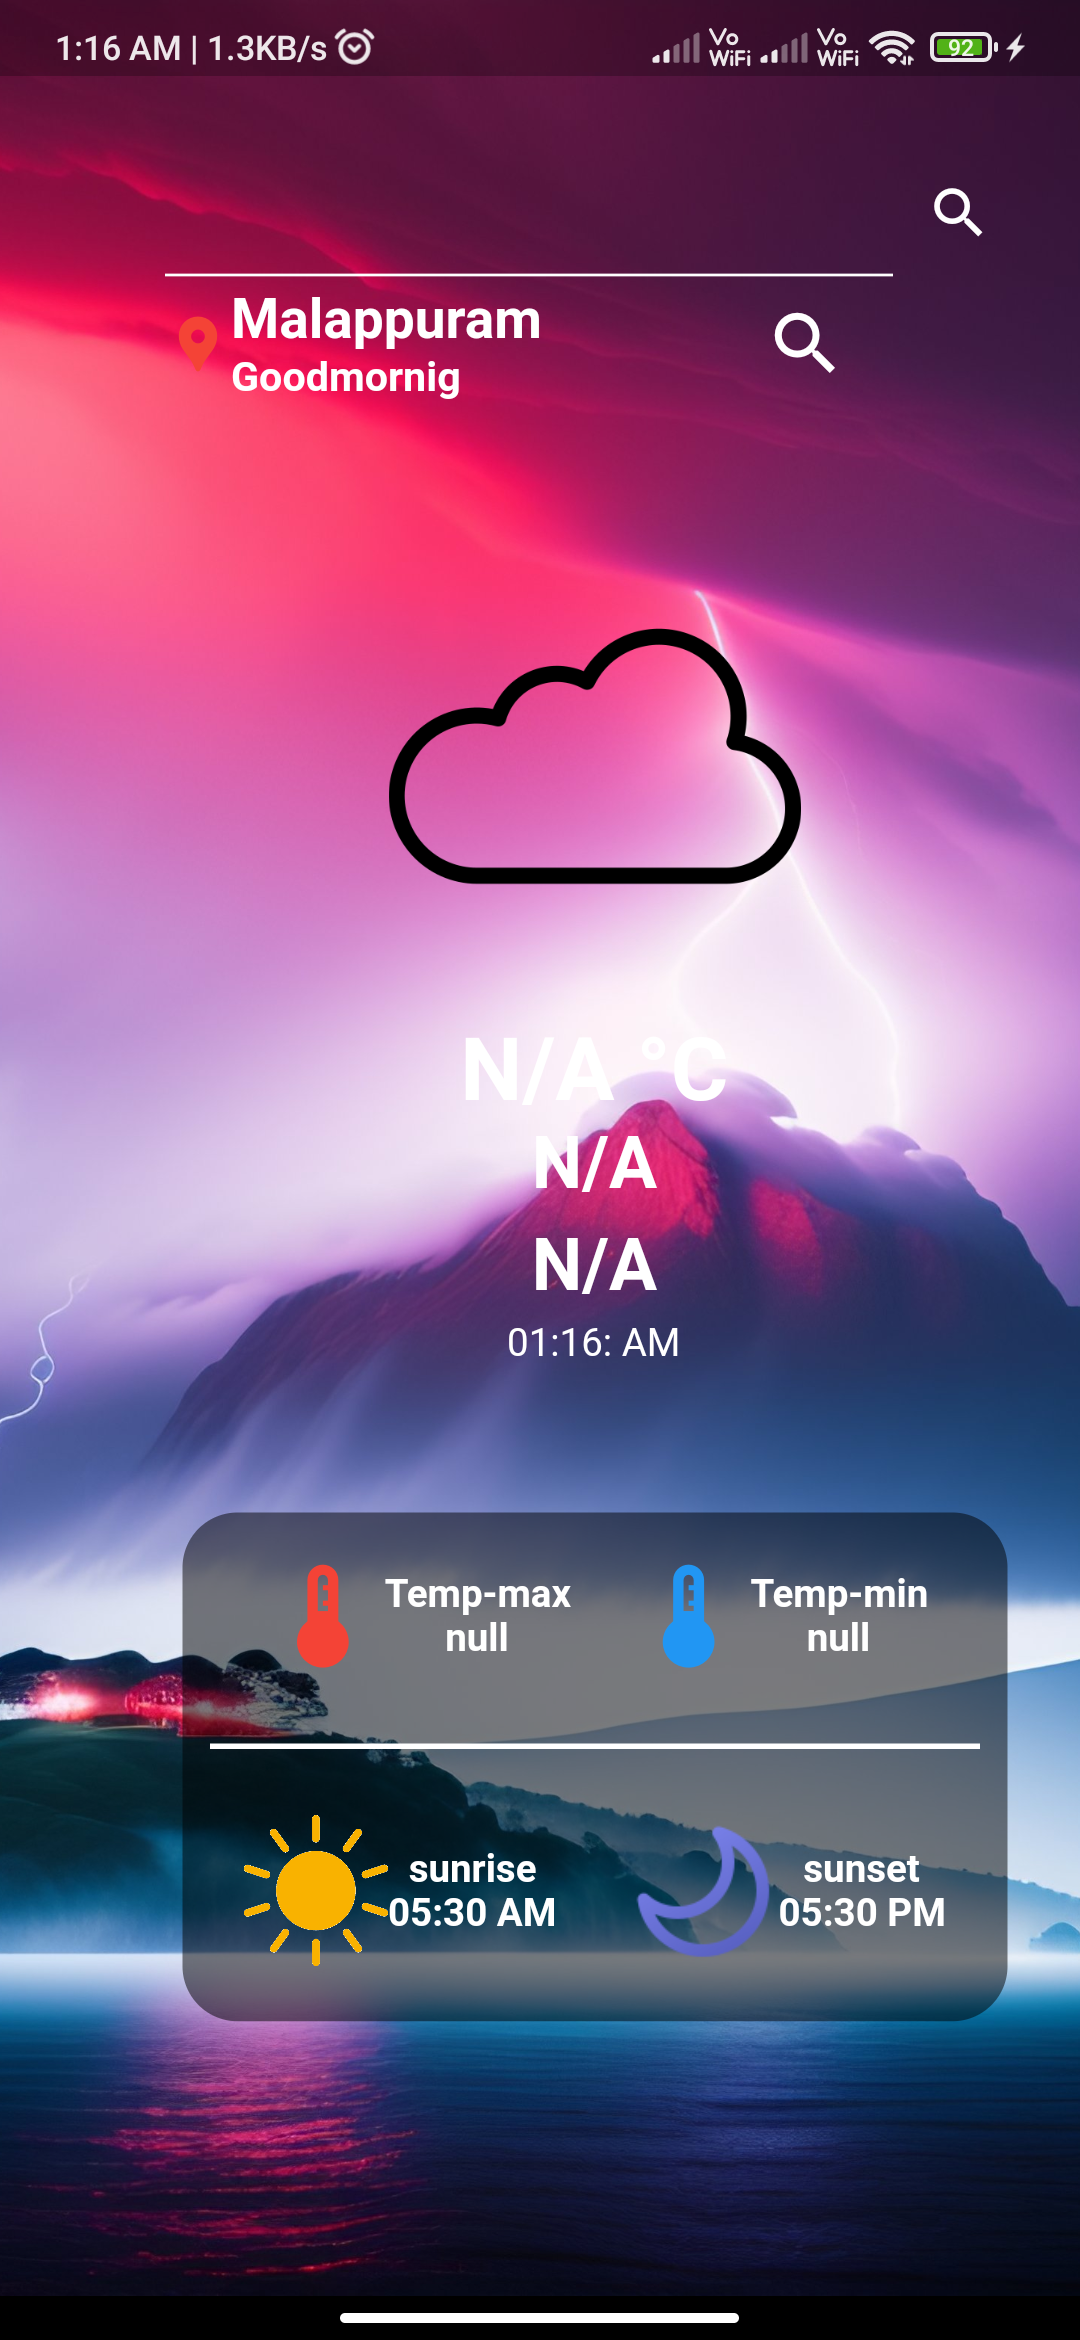 1:16 AM | 1.3KB/s
Vo WiFi Vo WiFi 92
Malappuram
Goodmornig
N/A °C
N/A
N/A
01:16: AM
Temp-max Temp-min
null null
sunrise sunset
05:30 AM 05:30 PM